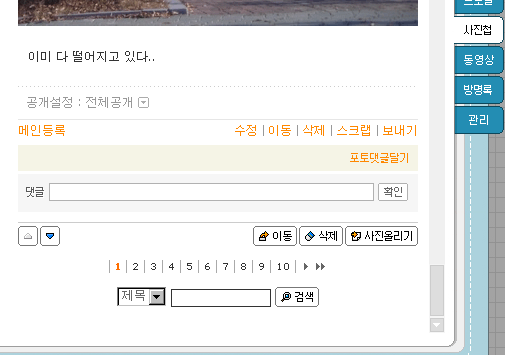 프로필
사진첩
이미 다 떨어지고 있다..
동영상
방명록
공개설정 : 전체공개
관리
메인등록
수정 | 이동 | 삭제 | 스크랩 | 보내기
포토댓글달기
댓글
확인
이동
삭제
사진올리기
1 | 2 | 3 | 4 | 5 | 6 | 7 | 8 | 9 | 10
제목
검색